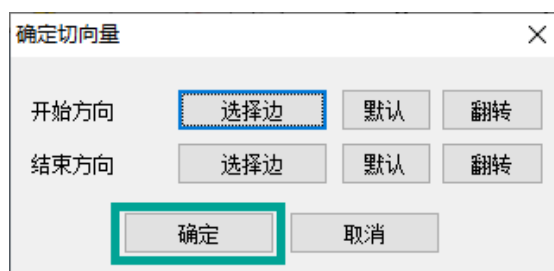 确定切向量
开始方向 选择边 默认 翻转
结束方向 选择边 默认 翻转
确定 取消